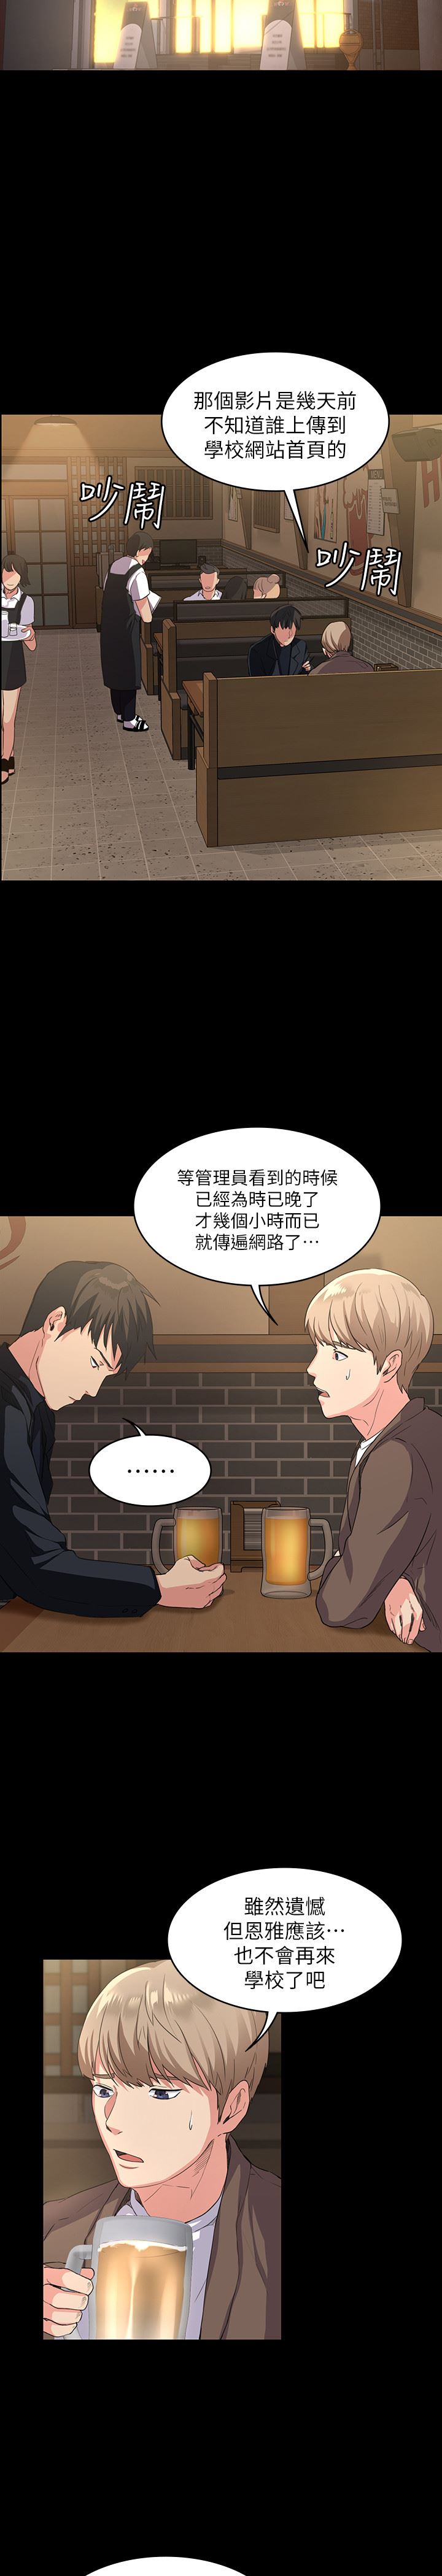 那個影片是幾天前
不知道誰上傳到
學校網站首頁的
吵鬧
吵鬧
等管理員看到的時候
已經為時已晚了
才幾個小時而已
就傳遍網路了…
……
雖然遺憾
但恩雅應該…
也不會再來
學校了吧